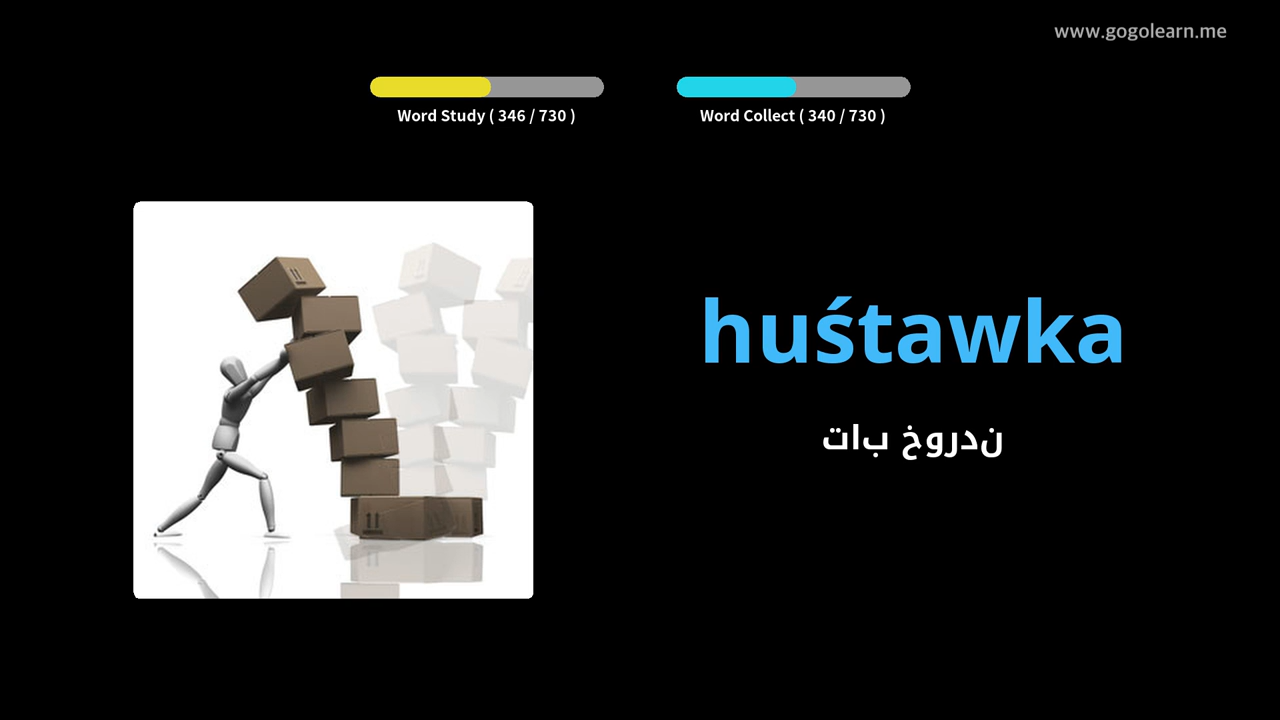 www.gogolearn.me
Word Study ( 346 / 730 )
Word Collect ( 340 / 730 )
huśtawka
ندروخ بات